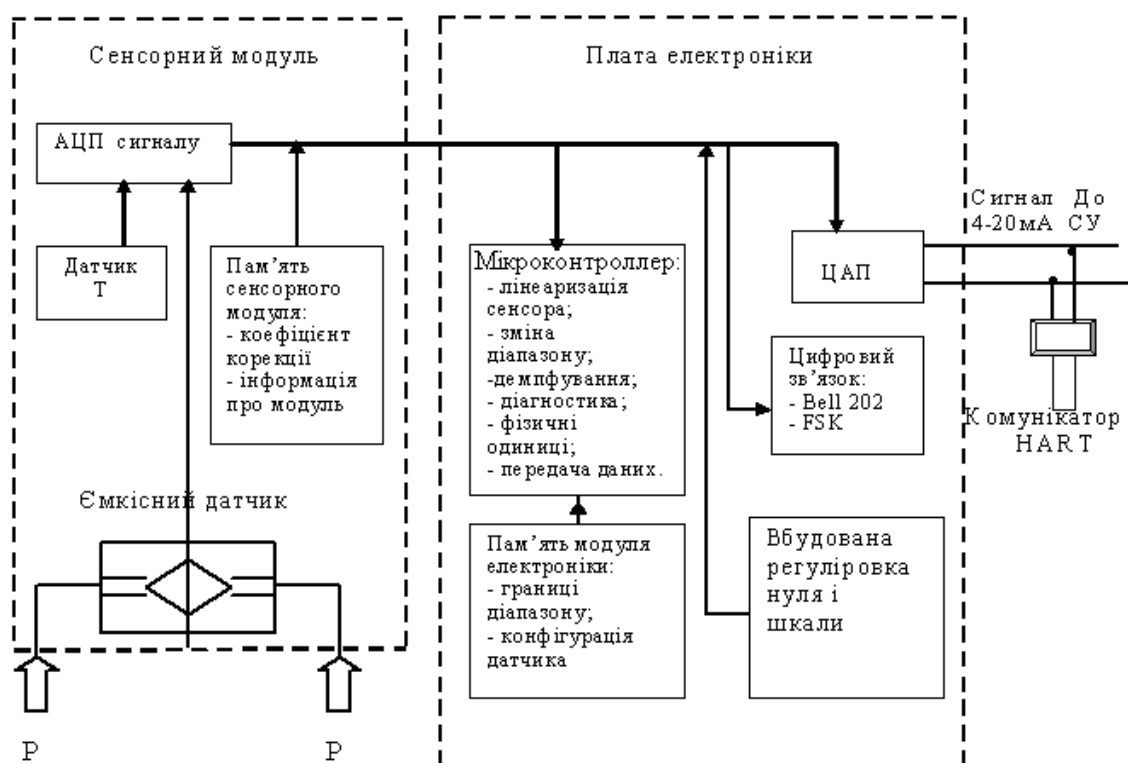 Сенсорний модуль
АЦП сигналу
Датчик
Т
Пам’ять
сенсорного
модуля:
- коефіцієнт
корекції
- інформація
про модуль
Ємкісний датчик
Р
Р
Плата електроніки
Мікроконтроллер:
- лінеаризація
сенсора;
- зміна
діапазону;
-демпфування;
- діагностика;
- фізичні
одиниці;
- передача даних.
Пам’ять модуля
електроніки:
- границі
діапазону;
- конфігурація
датчика
ЦАП
Цифровий
зв’язок:
- Bell 202
- FSK
Вбудована
регуліровка
нуля і
шкали
Сигнал До
4-20мА СУ
Комунікатор
HART